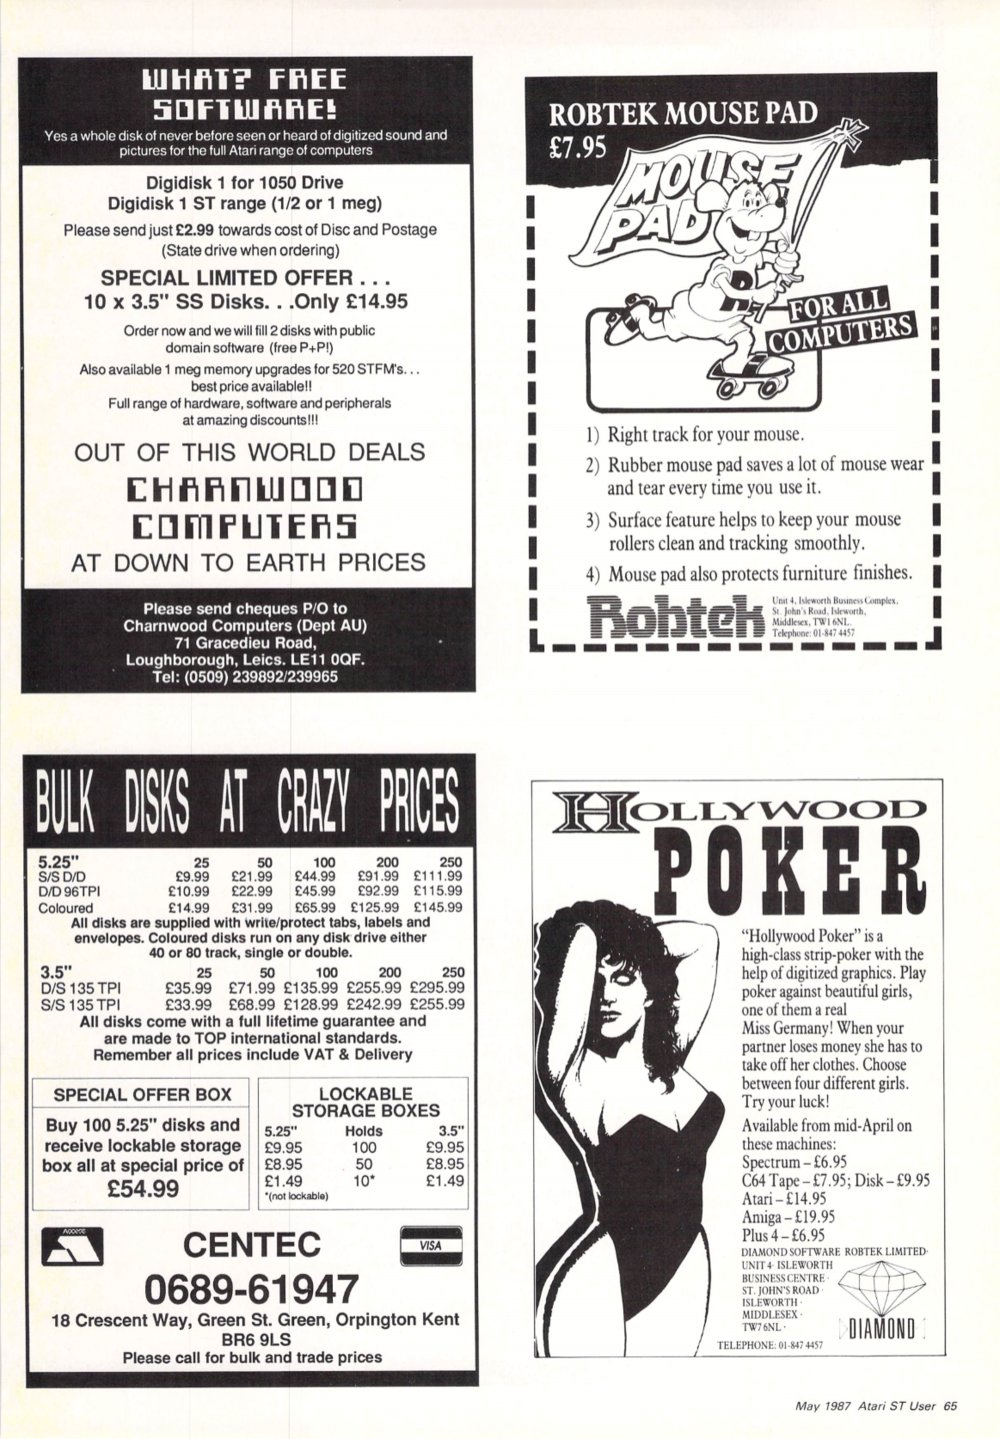 WHAT? FREE
SOFTWARE!
Yes a whole disk of never before seen or heard of digitized sound and
pictures for the full Atari range of computers
Digidisk 1 for 1050 Drive
Digidisk 1 ST range (1/2 or 1 meg)
Please send just £2.99 towards cost of Disc and Postage
(State drive when ordering)
SPECIAL LIMITED OFFER . . .
10 x 3.5" SS Disks. . .Only £14.95
Order now and we will fill 2 disks with public
domain software (free P+P!)
Also available 1 meg memory upgrades for 520 STFM's. . .
best price available!!
Full range of hardware, software and peripherals
at amazing discounts!!!
OUT OF THIS WORLD DEALS
CHARNWOOD
COMPUTERS
AT DOWN TO EARTH PRICES
Please send cheques P/O to
Charnwood Computers (Dept AU)
71 Gracedieu Road,
Loughborough, Leics. LE11 0QF.
Tel: (0509) 239892/239965
ROBTEK MOUSE PAD
£7.95
MOUSE
PAD
R
FOR ALL
COMPUTERS
1) Right track for your mouse.
2) Rubber mouse pad saves a lot of mouse wear
and tear every time you use it.
3) Surface feature helps to keep your mouse
rollers clean and tracking smoothly.
4) Mouse pad also protects furniture finishes.
Robtek
Unit 4, Isleworth Business Complex,
St. John's Road, Isleworth,
Middlesex, TW1 6NL.
Telephone: 01-847 4457
BULK DISKS AT CRAZY PRICES
5.25" 25 50 100 200 250
S/S D/D £9.99 £21.99 £44.99 £91.99 £111.99
D/D 96TPI £10.99 £22.99 £45.99 £92.99 £115.99
Coloured £14.99 £31.99 £65.99 £125.99 £145.99
All disks are supplied with write/protect tabs, labels and
envelopes. Coloured disks run on any disk drive either
40 or 80 track, single or double.
3.5" 25 50 100 200 250
D/S 135 TPI £35.99 £71.99 £135.99 £255.99 £295.99
S/S 135 TPI £33.99 £68.99 £128.99 £242.99 £255.99
All disks come with a full lifetime guarantee and
are made to TOP international standards.
Remember all prices include VAT & Delivery
SPECIAL OFFER BOX
Buy 100 5.25" disks and
receive lockable storage
box all at special price of
£54.99
LOCKABLE
STORAGE BOXES
5.25" Holds 3.5"
£9.95 100 £9.95
£8.95 50 £8.95
£1.49 10* £1.49
*(not lockable)
Access
CENTEC
VISA
0689-61947
18 Crescent Way, Green St. Green, Orpington Kent
BR6 9LS
Please call for bulk and trade prices
HOLLYWOOD
POKER
"Hollywood Poker" is a
high-class strip-poker with the
help of digitized graphics. Play
poker against beautiful girls,
one of them a real
Miss Germany! When your
partner loses money she has to
take off her clothes. Choose
between four different girls.
Try your luck!
Available from mid-April on
these machines:
Spectrum – £6.95
C64 Tape – £7.95; Disk – £9.95
Atari – £14.95
Amiga – £19.95
Plus 4 – £6.95
DIAMOND SOFTWARE ROBTEK LIMITED·
UNIT 4· ISLEWORTH
BUSINESS CENTRE ·
ST. JOHN'S ROAD ·
ISLEWORTH ·
MIDDLESEX ·
TW7 6NL ·
DIAMOND
TELEPHONE: 01-847 4457
May 1987 Atari ST User 65